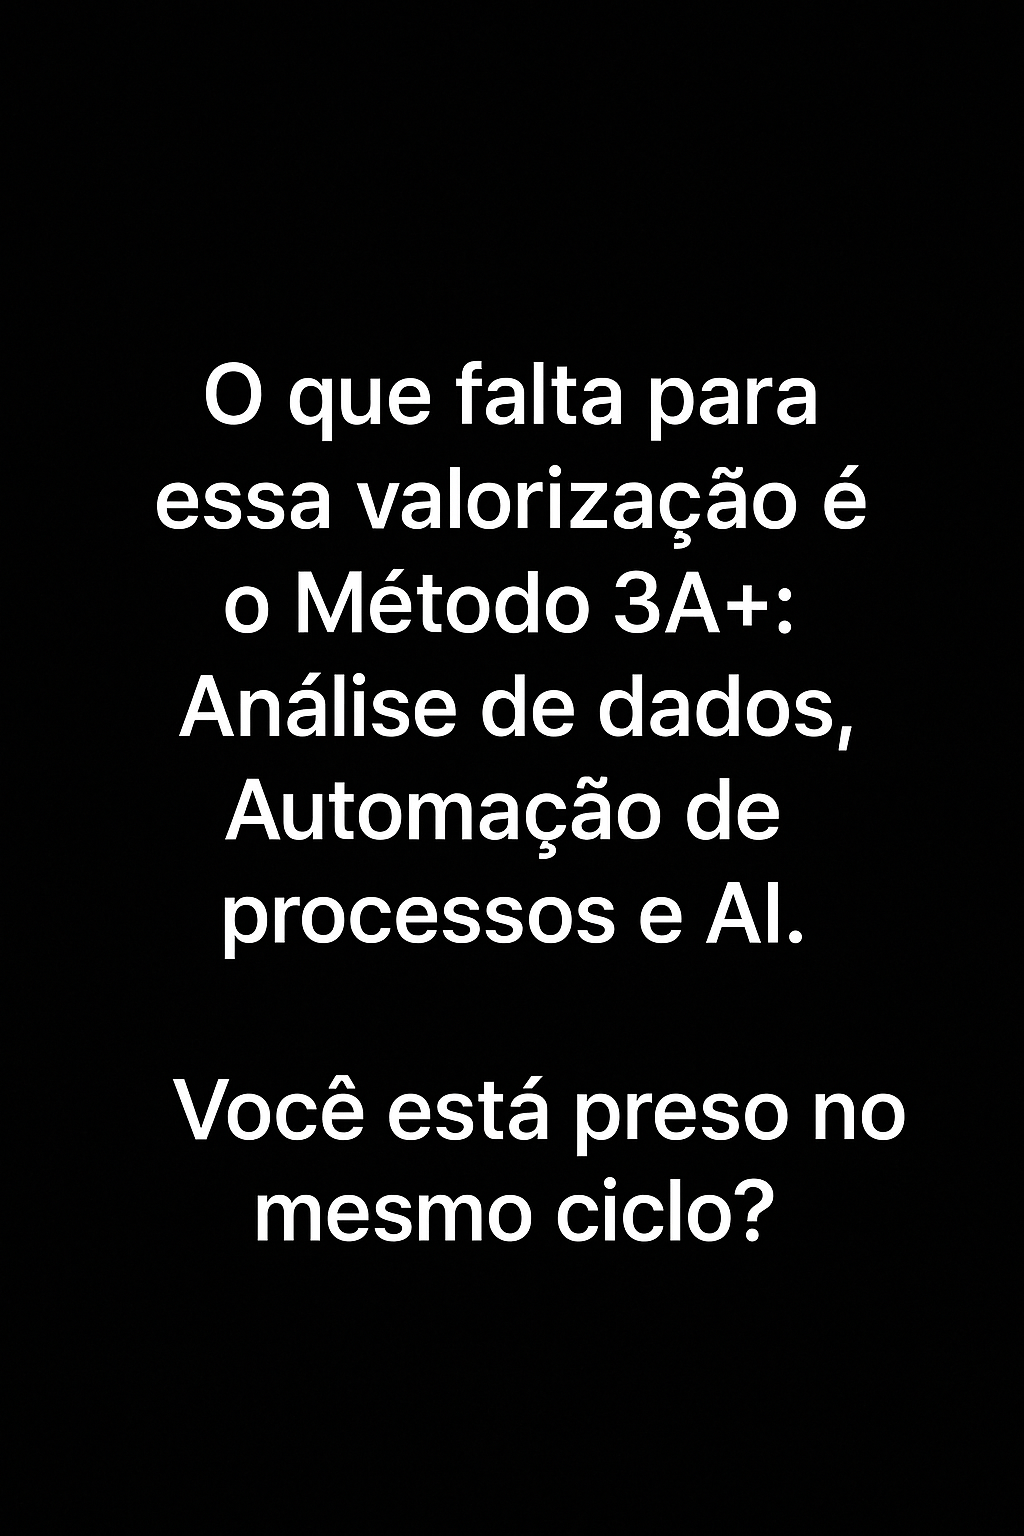 O que falta para
essa valorização é
o Método 3A+:
Análise de dados,
Automação de
processos e AI.
Você está preso no
mesmo ciclo?